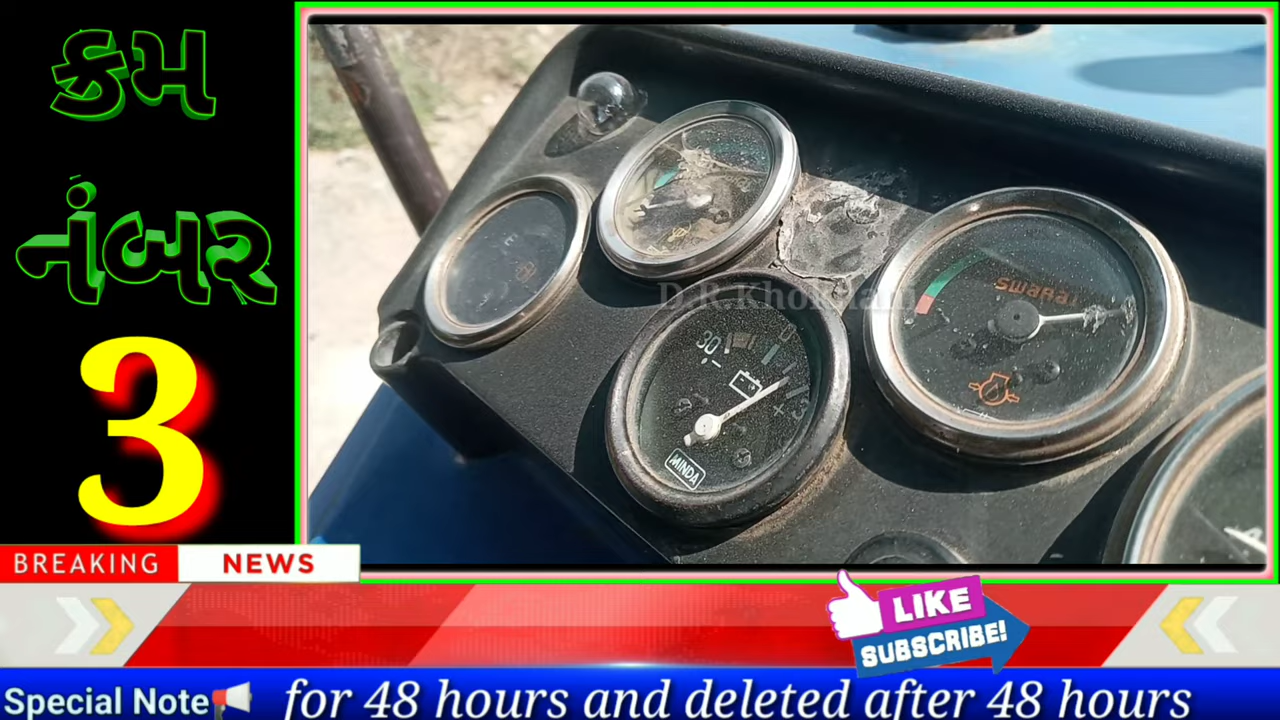 ક્રમ
નંબર
3
D.R.Khokhar
SWARAJ
30
-
+
MINDA
E
BREAKING NEWS
LIKE
SUBSCRIBE!
Special Note for 48 hours and deleted after 48 hours